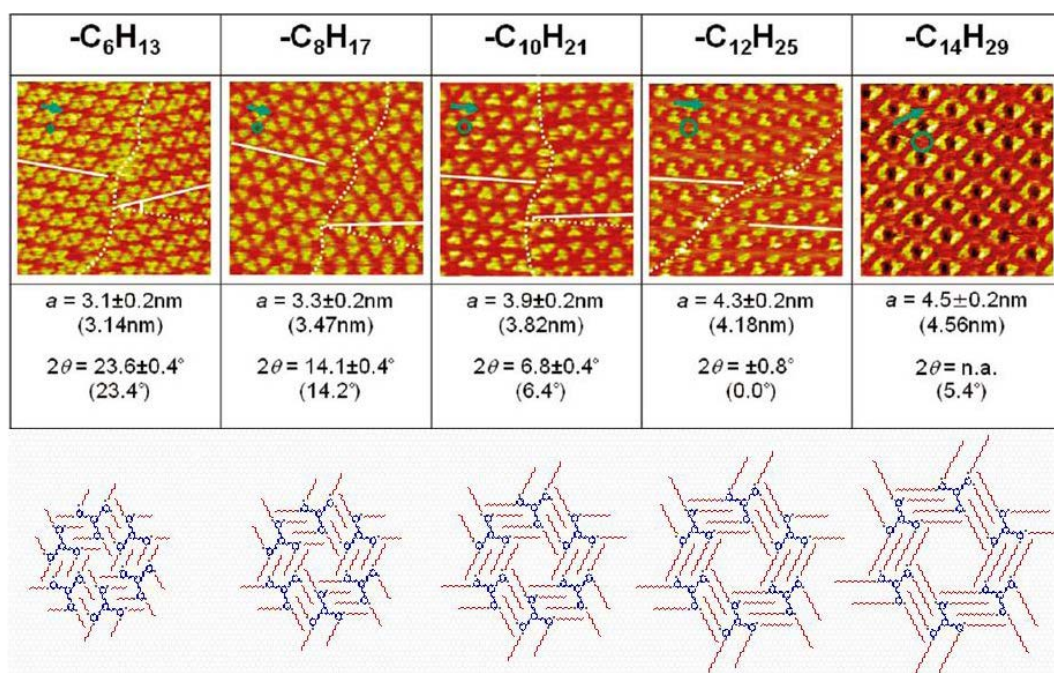 -C₆H₁₃ -C₈H₁₇ -C₁₀H₂₁ -C₁₂H₂₅ -C₁₄H₂₉
a = 3.1±0.2nm a = 3.3±0.2nm a = 3.9±0.2nm a = 4.3±0.2nm a = 4.5±0.2nm
(3.14nm) (3.47nm) (3.82nm) (4.18nm) (4.56nm)
2θ = 23.6±0.4° 2θ = 14.1±0.4° 2θ = 6.8±0.4° 2θ = ±0.8° 2θ = n.a.
(23.4°) (14.2°) (6.4°) (0.0°) (5.4°)